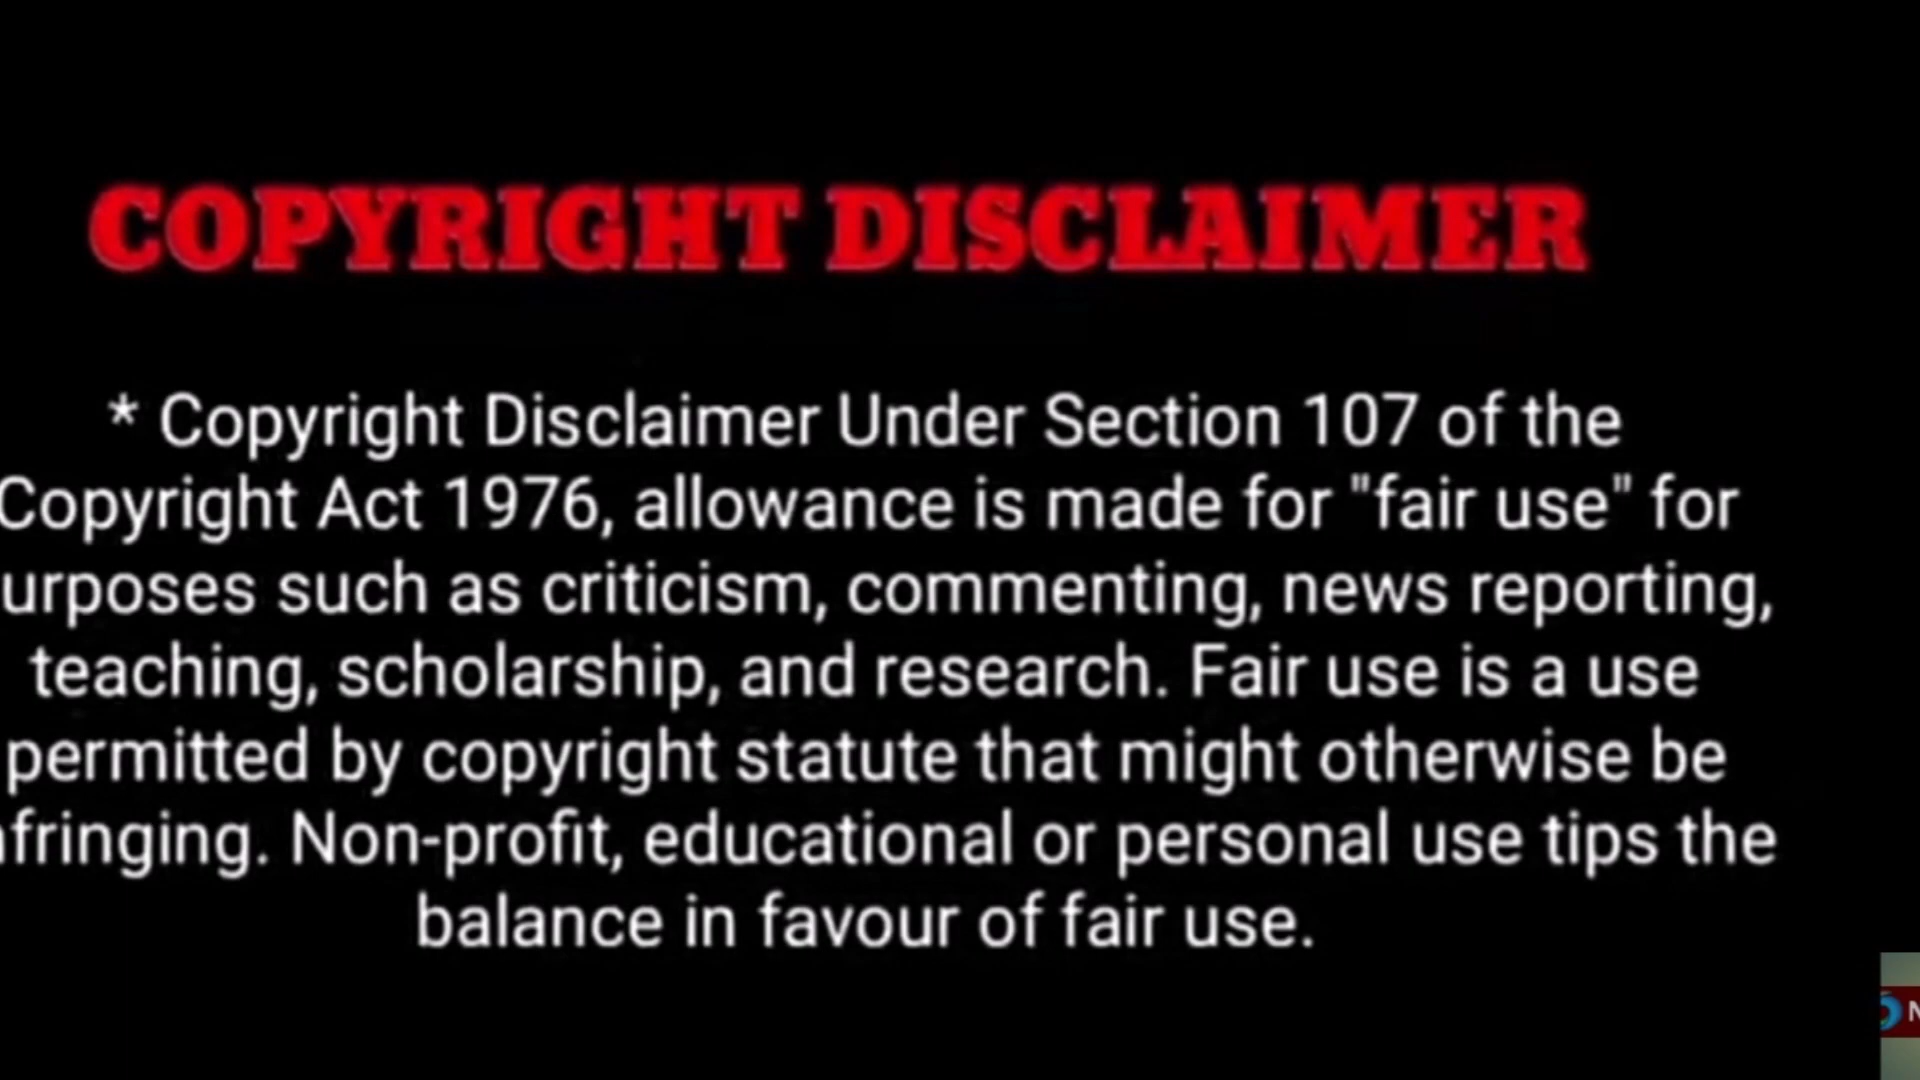 COPYRIGHT DISCLAIMER
* Copyright Disclaimer Under Section 107 of the
Copyright Act 1976, allowance is made for "fair use" for
urposes such as criticism, commenting, news reporting,
teaching, scholarship, and research. Fair use is a use
permitted by copyright statute that might otherwise be
nfringing. Non-profit, educational or personal use tips the
balance in favour of fair use.